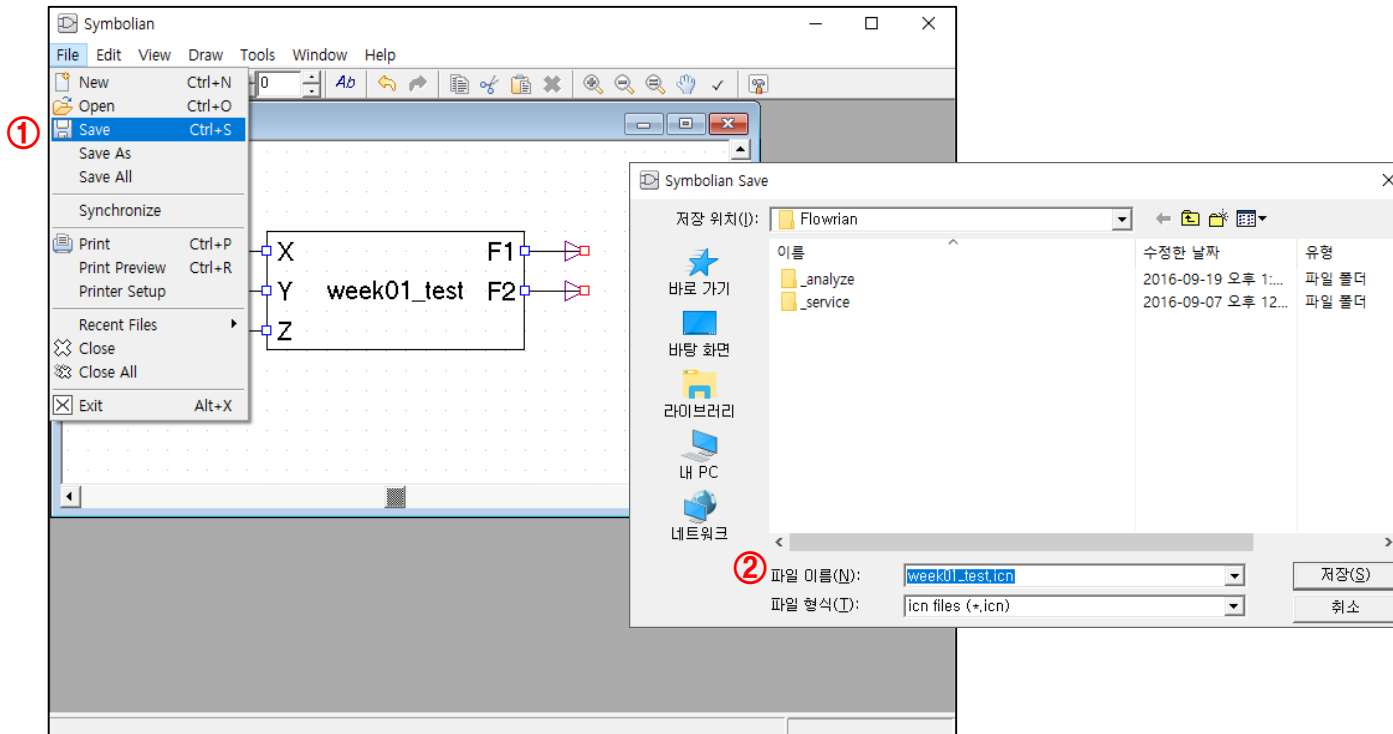 Symbolian
File Edit View Draw Tools Window Help
New Ctrl+N
0
Ab
Open Ctrl+O
①
Save Ctrl+S
Save As
Save All
Synchronize
Print Ctrl+P
Print Preview Ctrl+R
Printer Setup
Recent Files
Close
Close All
Exit Alt+X
X F1
Y week01_test F2
Z
Symbolian Save
저장 위치(I): Flowrian
이름 수정한 날짜 유형
_analyze 2016-09-19 오후 1:... 파일 폴더
_service 2016-09-07 오후 12... 파일 폴더
바로 가기
바탕 화면
라이브러리
내 PC
네트워크
②
파일 이름(N): week01_test.icn 저장(S)
파일 형식(T): icn files (*.icn) 취소